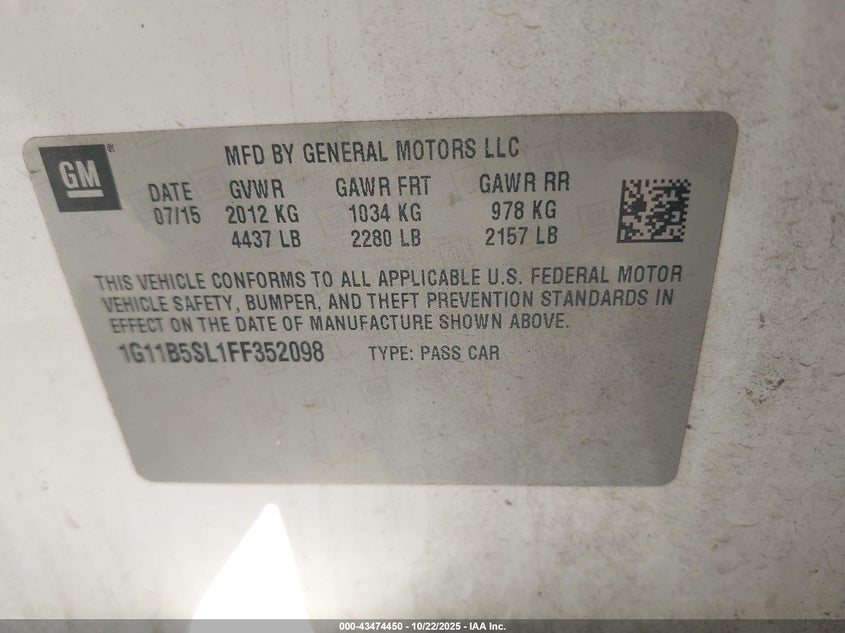 GM®
MFD BY GENERAL MOTORS LLC
DATE GVWR GAWR FRT GAWR RR
07/15 2012 KG 1034 KG 978 KG
4437 LB 2280 LB 2157 LB
THIS VEHICLE CONFORMS TO ALL APPLICABLE U.S. FEDERAL MOTOR
VEHICLE SAFETY, BUMPER, AND THEFT PREVENTION STANDARDS IN
EFFECT ON THE DATE OF MANUFACTURE SHOWN ABOVE.
1G11B5SL1FF352098 TYPE: PASS CAR
000-43474450 - 10/22/2025 - IAA Inc.